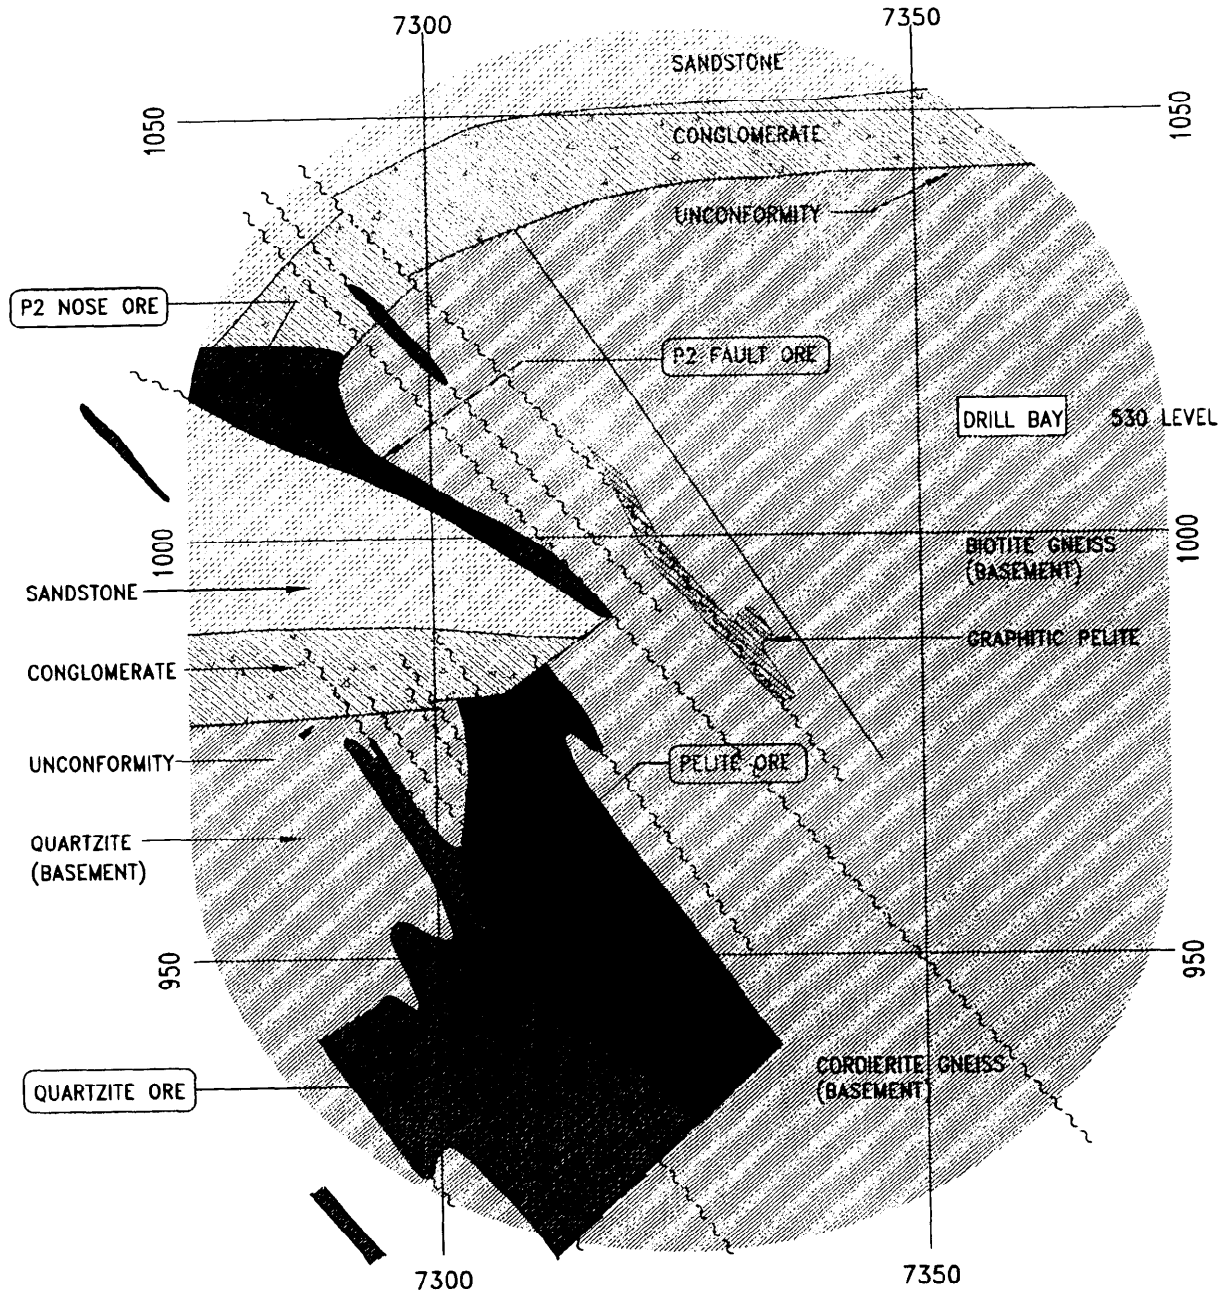 7300
7350
SANDSTONE
1050
1050
CONGLOMERATE
UNCONFORMITY
P2 NOSE ORE
P2 FAULT ORE
DRILL BAY
530 LEVEL
1000
1000
BIOTITE GNEISS
(BASEMENT)
SANDSTONE
GRAPHITIC PELITE
CONGLOMERATE
UNCONFORMITY
PELITE ORE
QUARTZITE
(BASEMENT)
950
950
CORDIERITE GNEISS
(BASEMENT)
QUARTZITE ORE
7300
7350